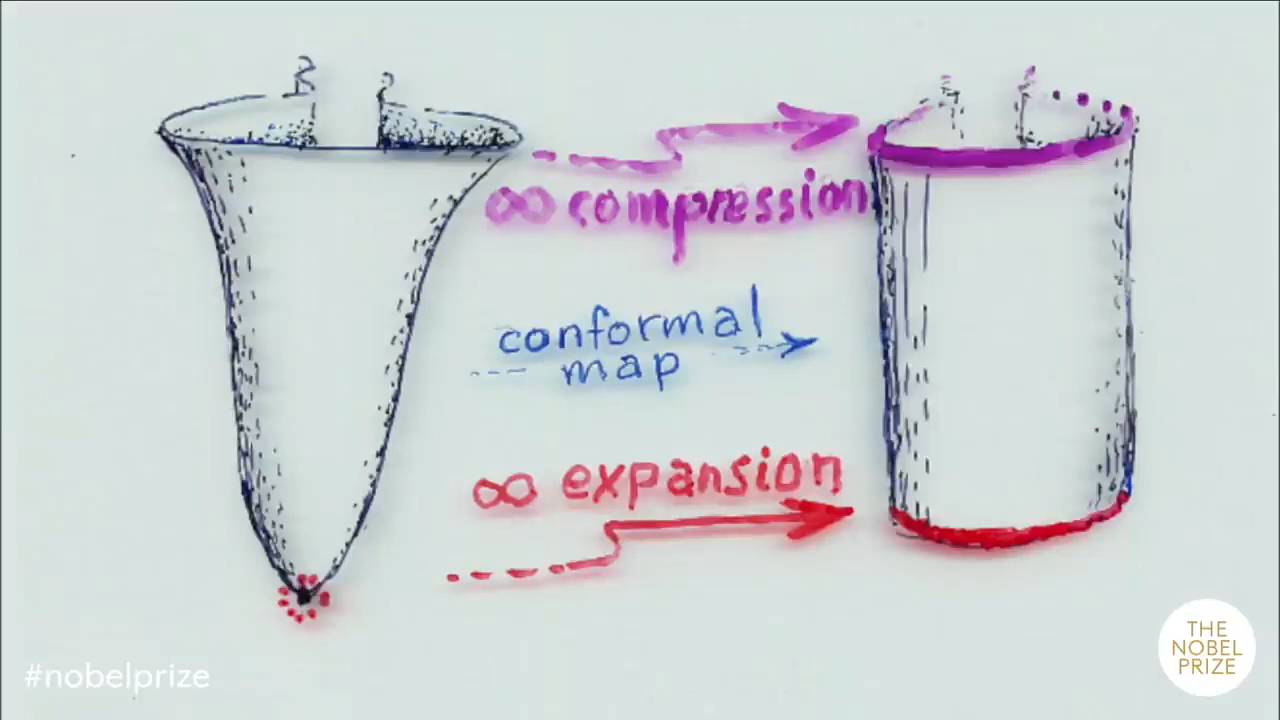 ∞ compression
conformal
map
∞ expansion
#nobelprize
THE
NOBEL
PRIZE